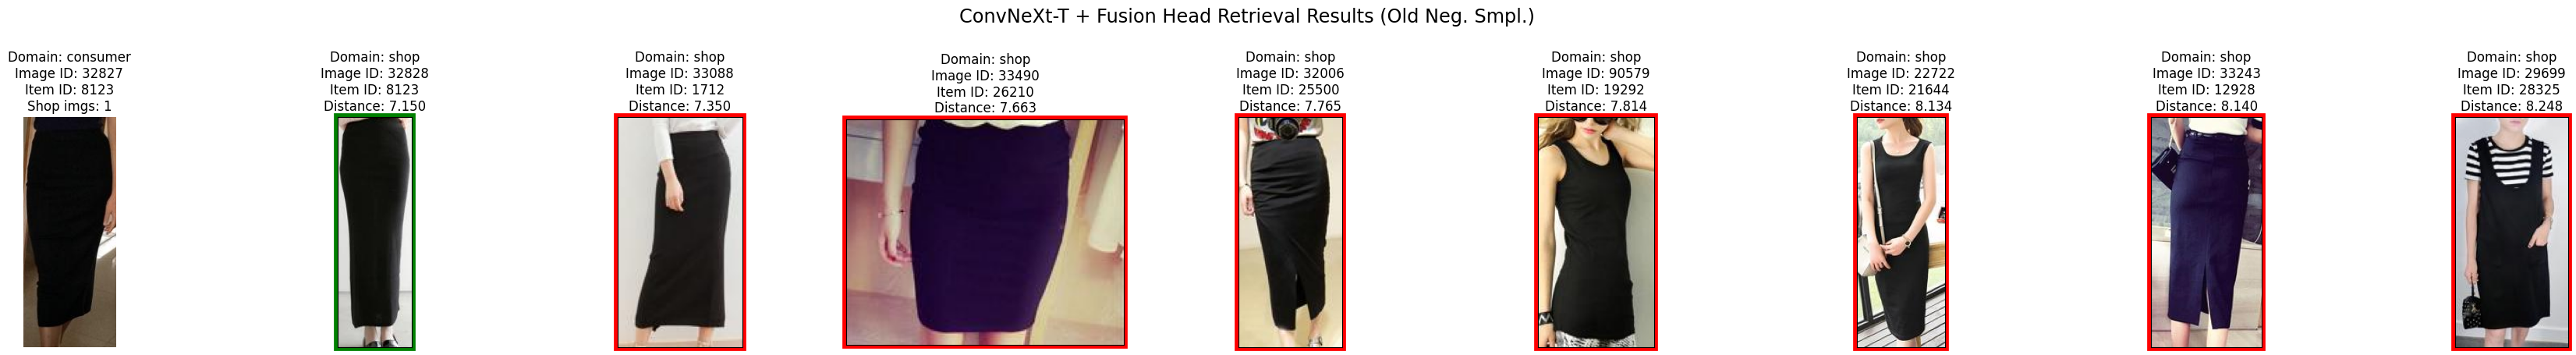 ConvNeXt-T + Fusion Head Retrieval Results (Old Neg. Smpl.)
Domain: consumer
Image ID: 32827
Item ID: 8123
Shop imgs: 1
Domain: shop
Image ID: 32828
Item ID: 8123
Distance: 7.150
Domain: shop
Image ID: 33088
Item ID: 1712
Distance: 7.350
Domain: shop
Image ID: 33490
Item ID: 26210
Distance: 7.663
Domain: shop
Image ID: 32006
Item ID: 25500
Distance: 7.765
Domain: shop
Image ID: 90579
Item ID: 19292
Distance: 7.814
Domain: shop
Image ID: 22722
Item ID: 21644
Distance: 8.134
Domain: shop
Image ID: 33243
Item ID: 12928
Distance: 8.140
Domain: shop
Image ID: 29699
Item ID: 28325
Distance: 8.248